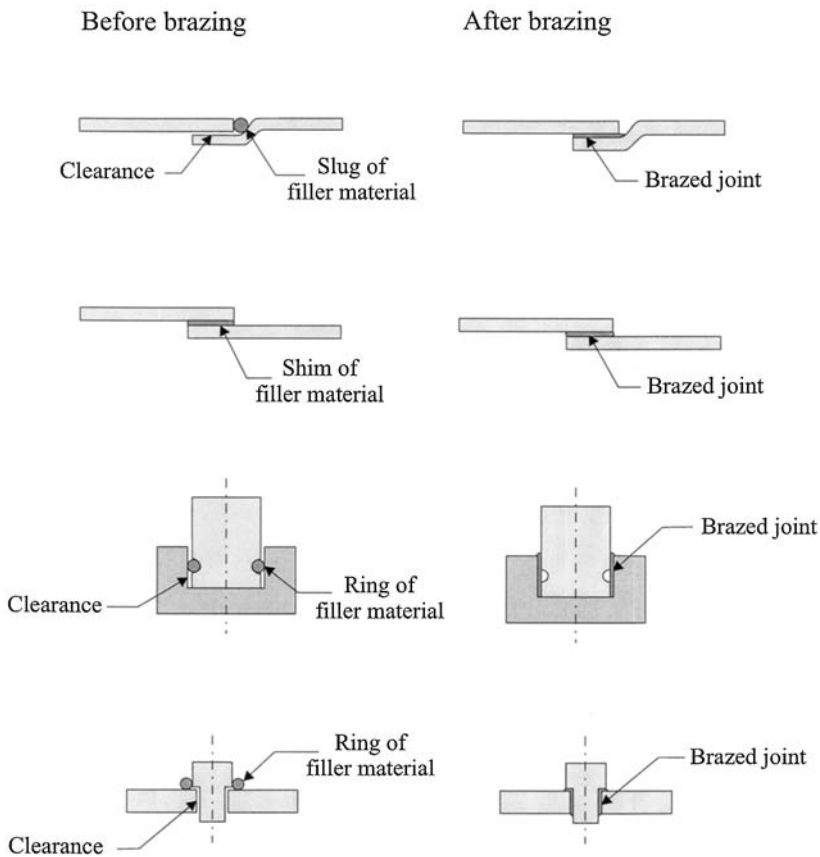 Before brazing
After brazing
Clearance
Slug of
filler material
Brazed joint
Shim of
filler material
Brazed joint
Clearance
Ring of
filler material
Brazed joint
Ring of
filler material
Clearance
Brazed joint